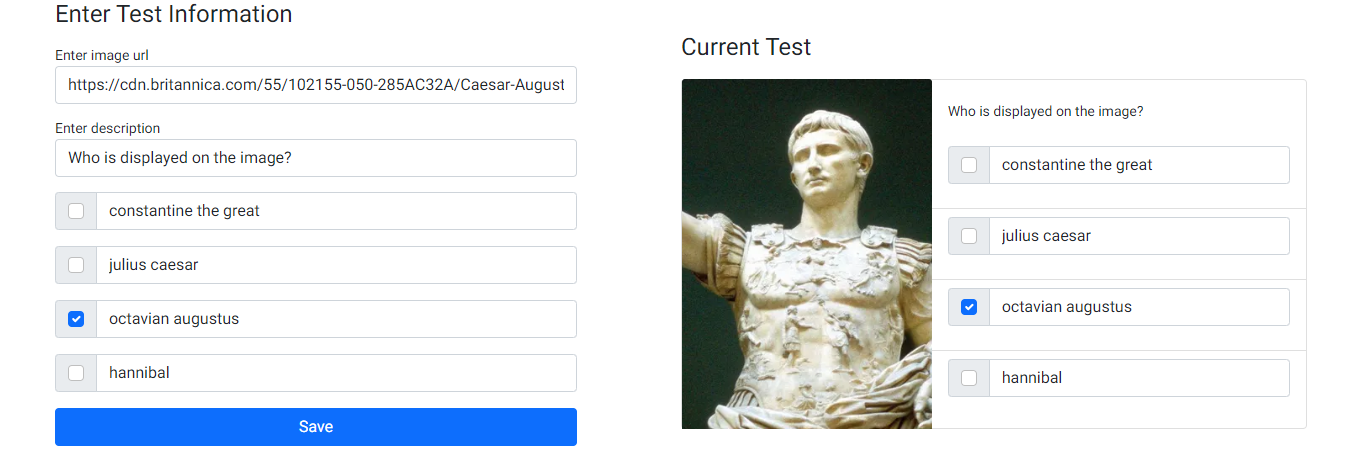 Enter Test Information
Enter image url
https://cdn.britannica.com/55/102155-050-285AC32A/Caesar-August
Enter description
Who is displayed on the image?
constantine the great
julius caesar
octavian augustus
hannibal
Save
Current Test
Who is displayed on the image?
constantine the great
julius caesar
octavian augustus
hannibal